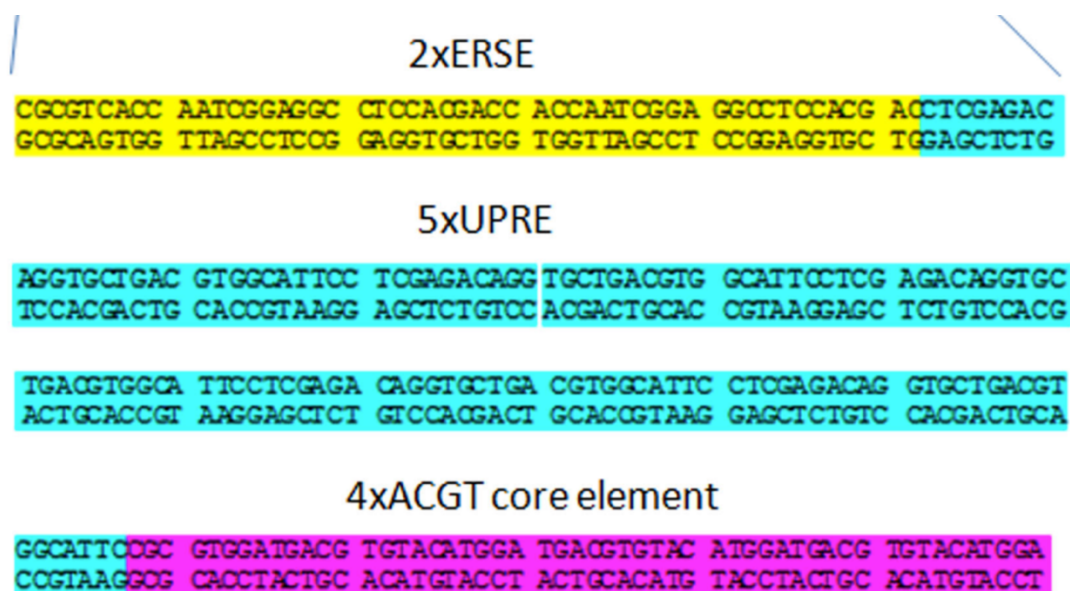 2xERSE
CGCGTCACC AATCGGAGGC CTCCACGACC ACCAATCGGA GGCCTCCACG ACCTCGAGAC
GCGCAGTGG TTAGCCTCCG GAGGTGCTGG TGGTTAGCCT CCGGAGGTGC TGGAGCTCTG
5xUPRE
AGGTGCTGAC GTGGCATTCC TCGAGACAGG TGCTGACGTG GCATTCCTCG AGACAGGTGC
TCCACGACTG CACCGTAAGG AGCTCTGTCC ACGACTGCAC CGTAAGGAGC TCTGTCCACG
TGACGTGGCA TTCCTCGAGA CAGGTGCTGA CGTGGCATTC CTCGAGACAG GTGCTGACGT
ACTGCACCGT AAGGAGCTCT GTCCACGACT GCACCGTAAG GAGCTCTGTC CACGACTGCA
4xACGT core element
GGCATTCCGC GTGGATGACG TGTACATGGA TGACGTGTAC ATGGATGACG TGTACATGGA
CCGTAAGGCG CACCTACTGC ACATGTACCT ACTGCACATG TACCTACTGC ACATGTACCT